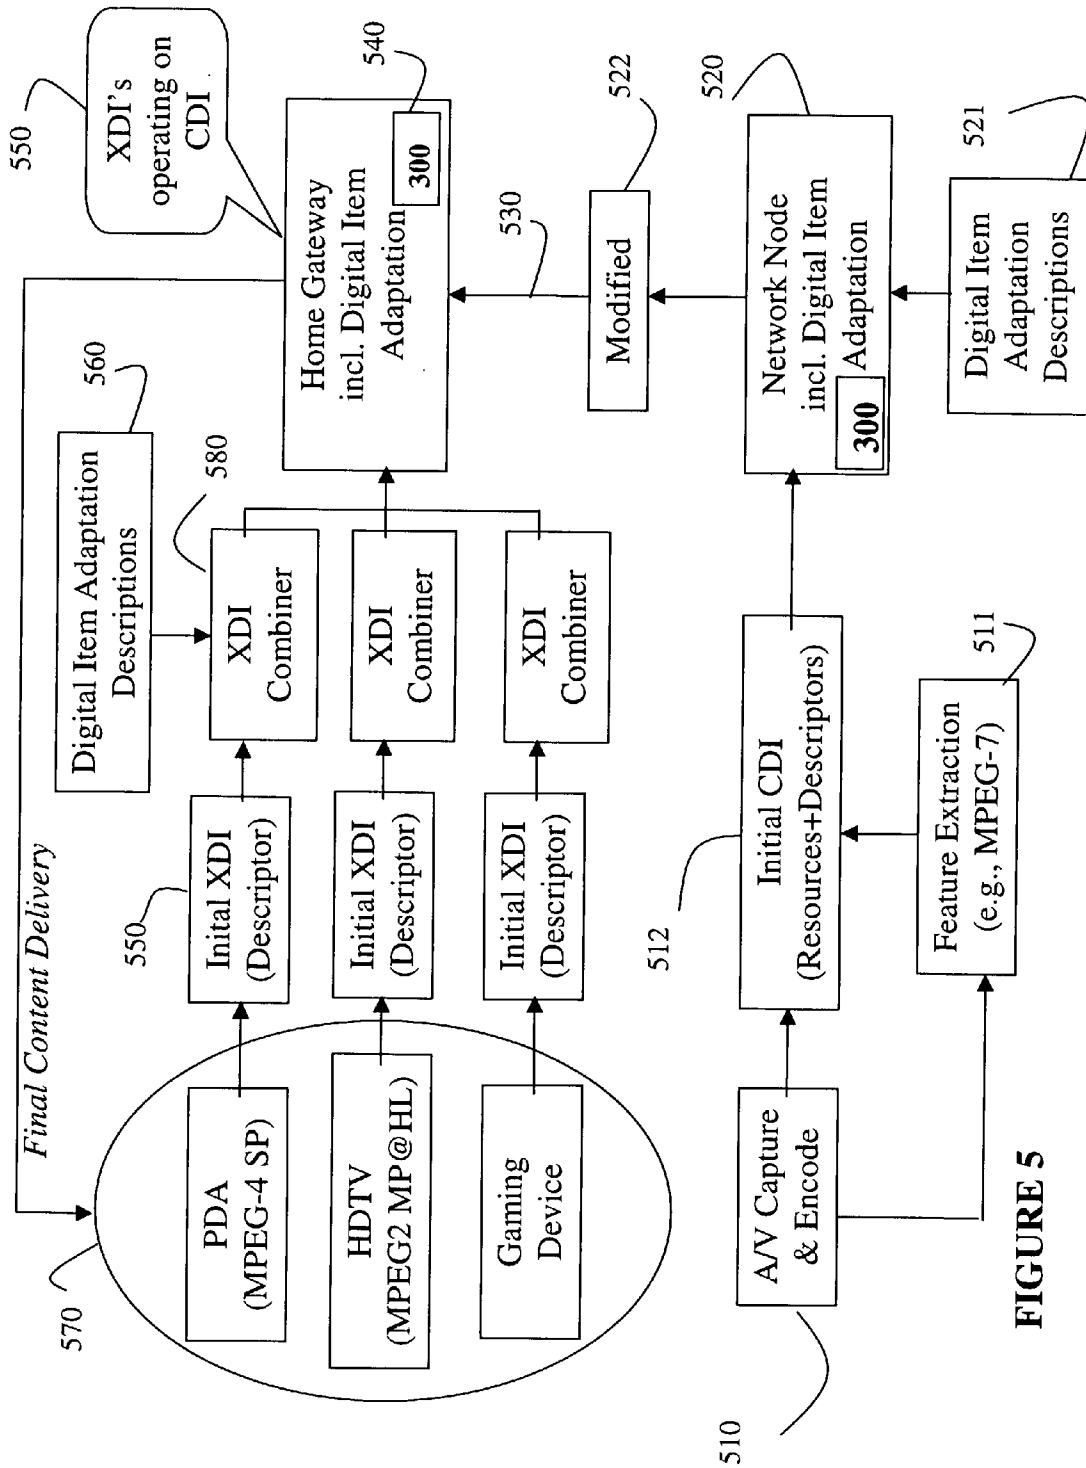 Final Content Delivery
550
XDI's
operating on
CDI
570
PDA
(MPEG-4 SP)
HDTV
(MPEG2 MP@HL)
Gaming
Device
550
Inital XDI
(Descriptor)
Initial XDI
(Descriptor)
Initial XDI
(Descriptor)
Digital Item Adaptation
Descriptions
560
580
XDI
Combiner
XDI
Combiner
XDI
Combiner
Home Gateway
incl. Digital Item
Adaptation
300
540
530
Modified
522
510
A/V Capture
& Encode
512
Initial CDI
(Resources+Descriptors)
Feature Extraction
(e.g., MPEG-7)
511
Network Node
incl. Digital Item
Adaptation
300
520
Digital Item
Adaptation
Descriptions
521
FIGURE 5